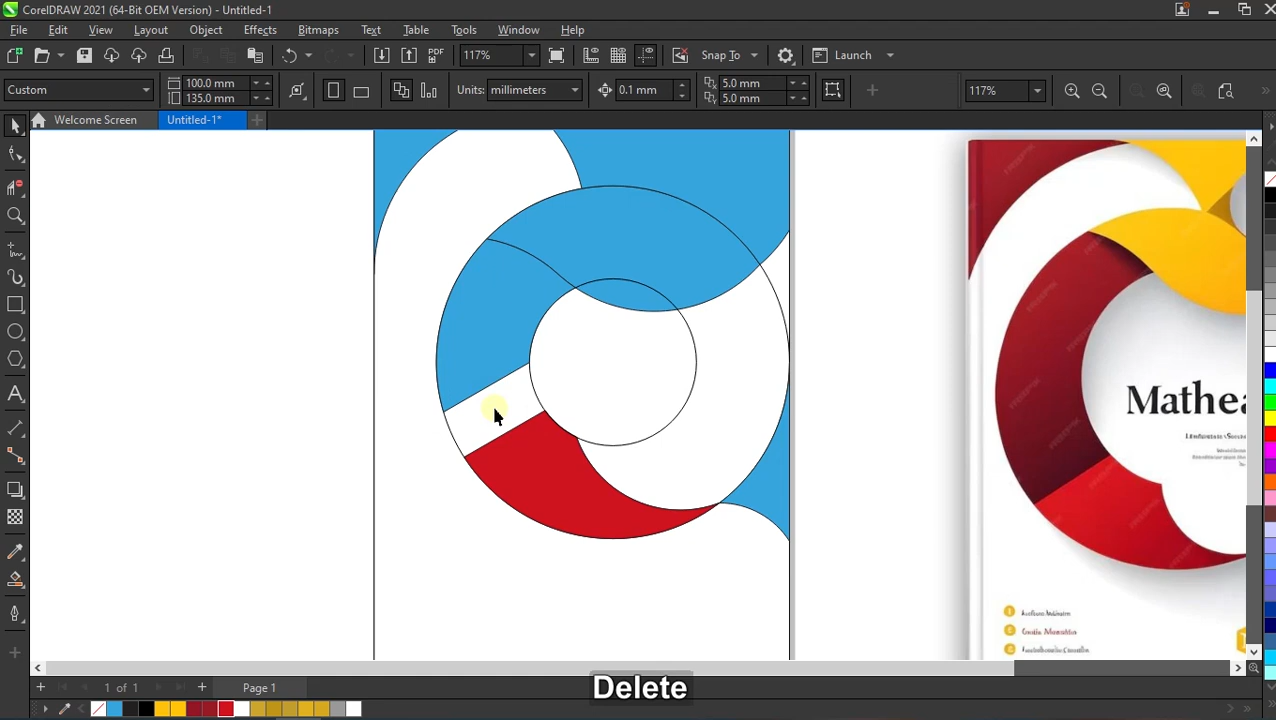 CorelDRAW 2021 (64-Bit OEM Version) - Untitled-1*
File Edit View Layout Object Effects Bitmaps Text Table Tools Window Help
PDF 117% Snap To Launch
Custom 100.0 mm 135.0 mm Units: millimeters 0.1 mm 5.0 mm 5.0 mm 117%
Welcome Screen Untitled-1*
FREEPIK
Mathea
1 of 1 Page 1
Delete